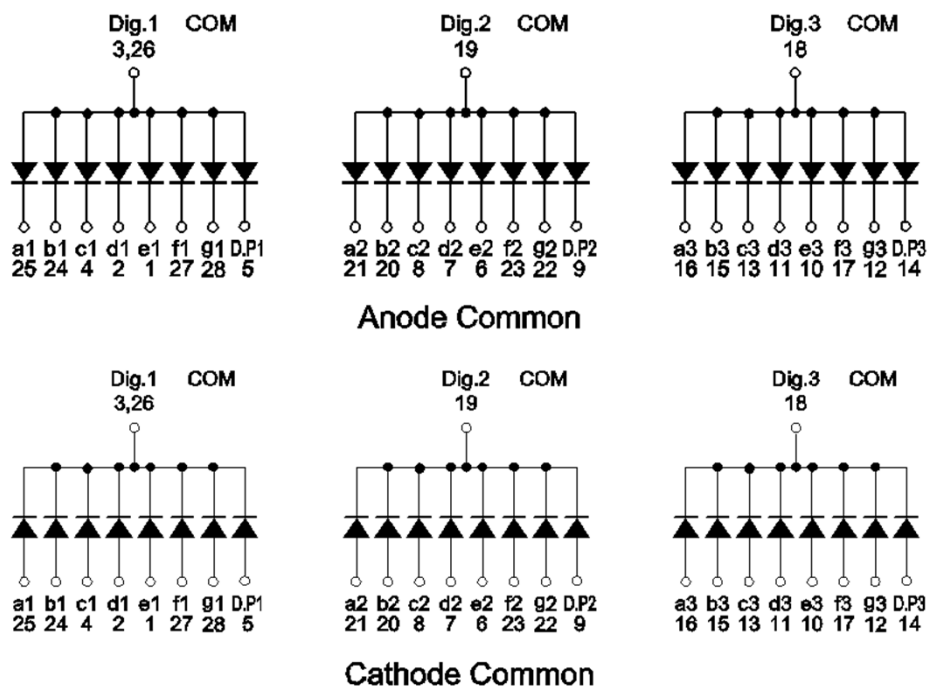 Dig.1 COM Dig.2 COM Dig.3 COM
3,26 19 18
a1 b1 c1 d1 e1 f1 g1 D.P1 a2 b2 c2 d2 e2 f2 g2 D.P2 a3 b3 c3 d3 e3 f3 g3 D.P3
25 24 4 2 1 27 28 5 21 20 8 7 6 23 22 9 16 15 13 11 10 17 12 14
Anode Common
Dig.1 COM Dig.2 COM Dig.3 COM
3,26 19 18
a1 b1 c1 d1 e1 f1 g1 D.P1 a2 b2 c2 d2 e2 f2 g2 D.P2 a3 b3 c3 d3 e3 f3 g3 D.P3
25 24 4 2 1 27 28 5 21 20 8 7 6 23 22 9 16 15 13 11 10 17 12 14
Cathode Common